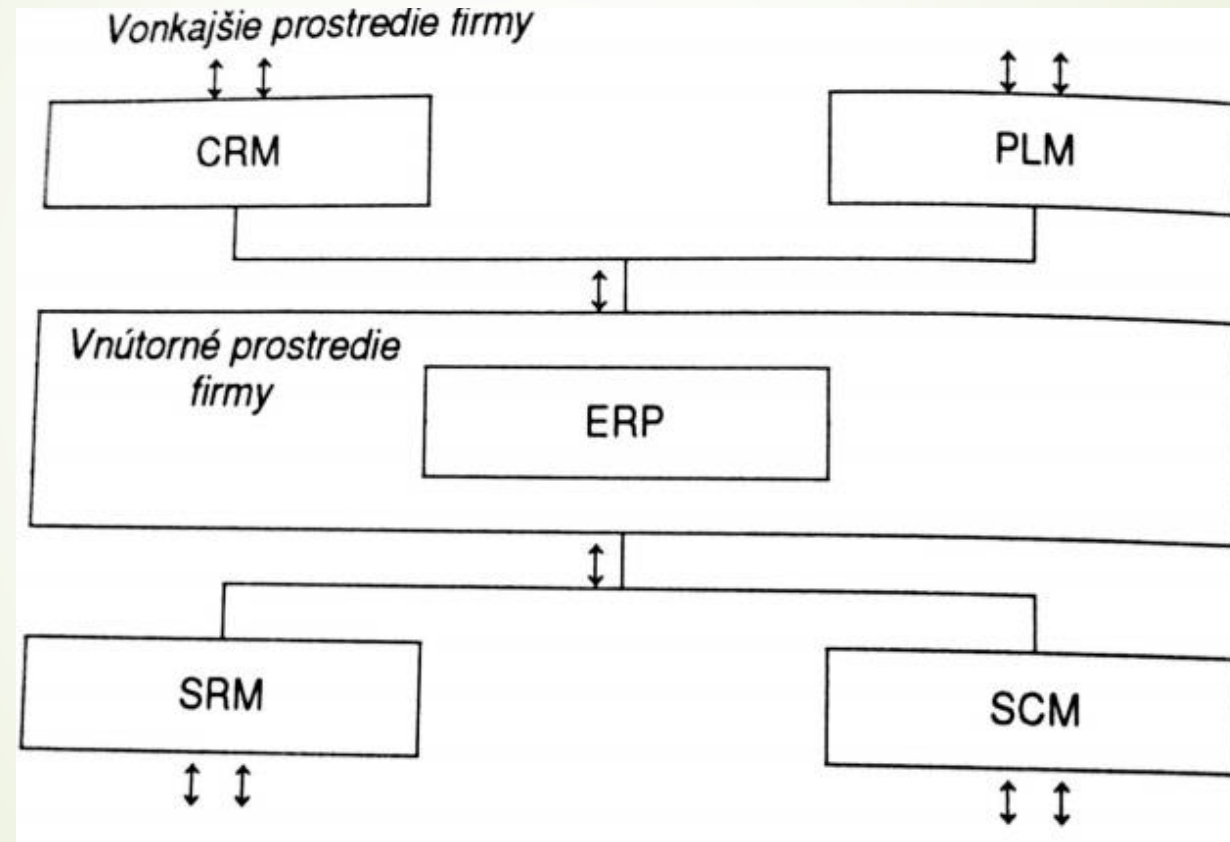 Vonkajšie prostredie firmy
CRM
PLM
Vnútorné prostredie
firmy
ERP
SRM
SCM